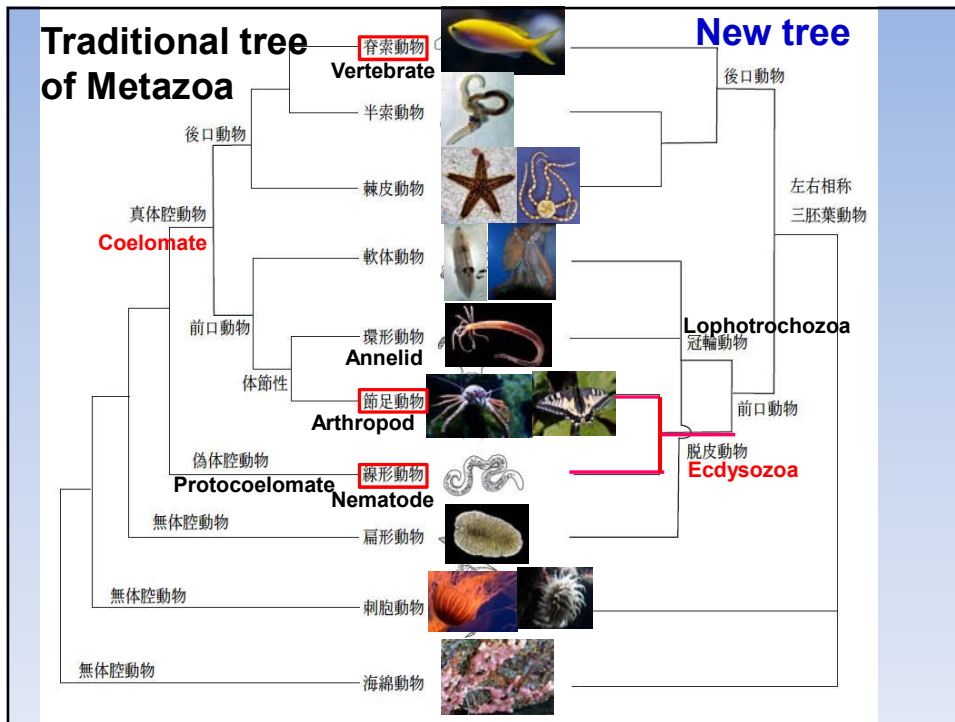 Traditional tree
of Metazoa
New tree
脊索動物
Vertebrate
後口動物
半索動物
後口動物
棘皮動物
左右相称
三胚葉動物
真体腔動物
Coelomate
軟体動物
前口動物
環形動物
Annelid
Lophotrochozoa
冠輪動物
体節性
節足動物
Arthropod
前口動物
脱皮動物
Ecdysozoa
偽体腔動物
Protocoelomate
線形動物
Nematode
無体腔動物
扁形動物
無体腔動物
刺胞動物
無体腔動物
海綿動物